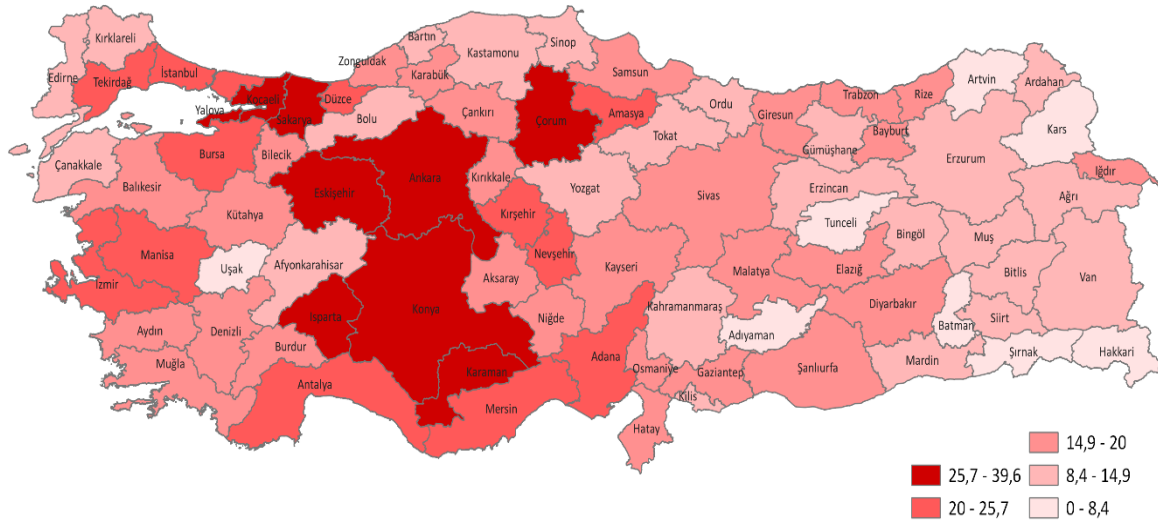 Kırklareli
Edirne
Tekirdağ
İstanbul
Kocaeli
Yalova
Sakarya
Düzce
Zonguldak
Bartın
Karabük
Kastamonu
Sinop
Samsun
Çankırı
Çorum
Amasya
Ordu
Tokat
Giresun
Trabzon
Rize
Artvin
Ardahan
Kars
Gümüşhane
Bayburt
Erzurum
Iğdır
Ağrı
Çanakkale
Balıkesir
Bursa
Bilecik
Bolu
Eskişehir
Ankara
Kırıkkale
Kırşehir
Yozgat
Sivas
Erzincan
Tunceli
Bingöl
Muş
Bitlis
Van
Kütahya
Manisa
İzmir
Uşak
Afyonkarahisar
Konya
Aksaray
Nevşehir
Kayseri
Malatya
Elazığ
Diyarbakır
Batman
Siirt
Hakkari
Şırnak
Mardin
Aydın
Denizli
Isparta
Burdur
Muğla
Antalya
Karaman
Mersin
Niğde
Adana
Kahramanmaraş
Adıyaman
Osmaniye
Gaziantep
Kilis
Şanlıurfa
Hatay
14,9 - 20
25,7 - 39,6
8,4 - 14,9
20 - 25,7
0 - 8,4